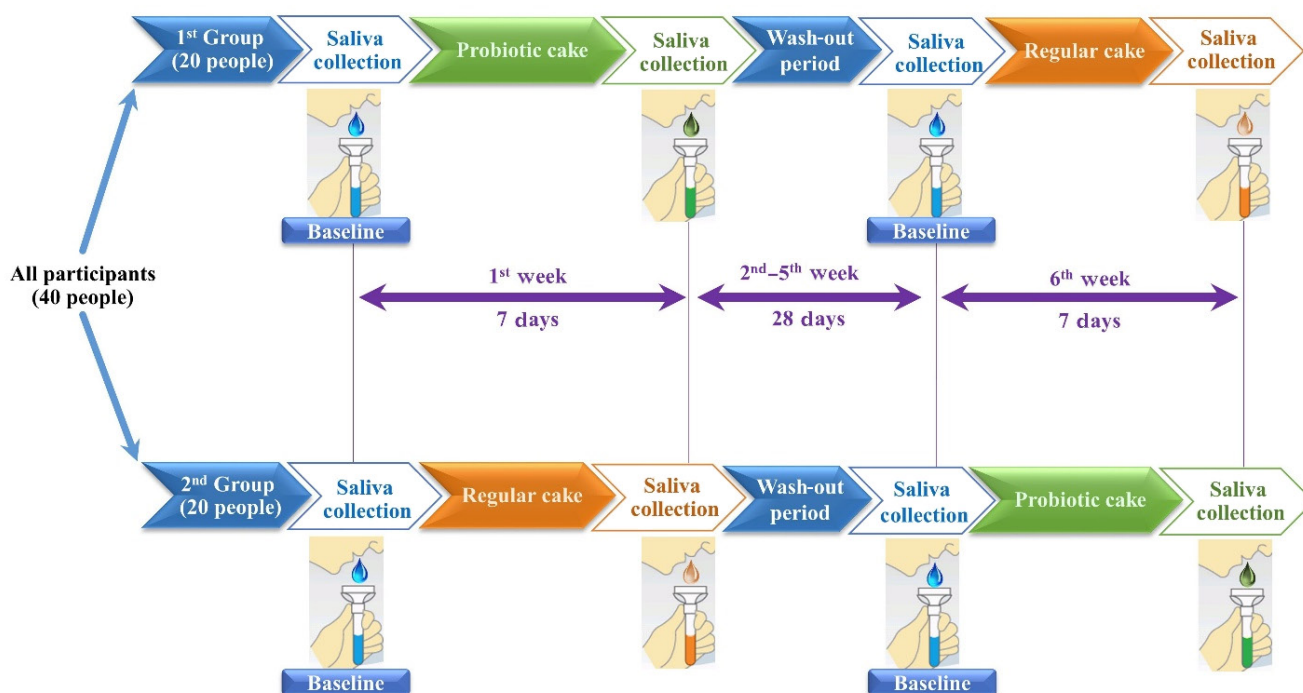 1st Group
(20 people)
Saliva
collection
Probiotic cake
Saliva
collection
Wash-out
period
Saliva
collection
Regular cake
Saliva
collection
Baseline
Baseline
All participants
(40 people)
1st week
7 days
2nd–5th week
28 days
6th week
7 days
2nd Group
(20 people)
Saliva
collection
Regular cake
Saliva
collection
Wash-out
period
Saliva
collection
Probiotic cake
Saliva
collection
Baseline
Baseline